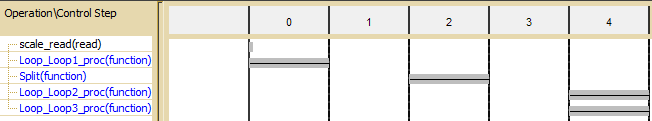 Operation\Control Step
0 1 2 3 4
scale_read(read)
Loop_Loop1_proc(function)
Split(function)
Loop_Loop2_proc(function)
Loop_Loop3_proc(function)